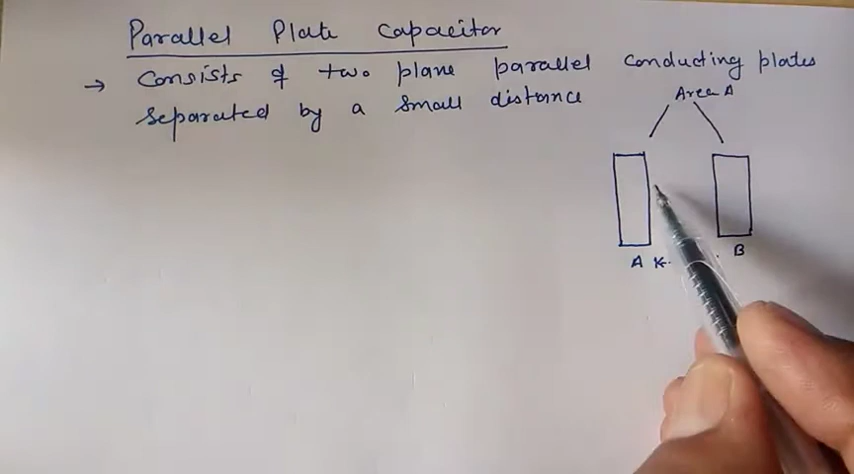 Parallel Plate Capacitor
→ Consists of two plane parallel conducting plates
separated by a small distance
Area A
A
B